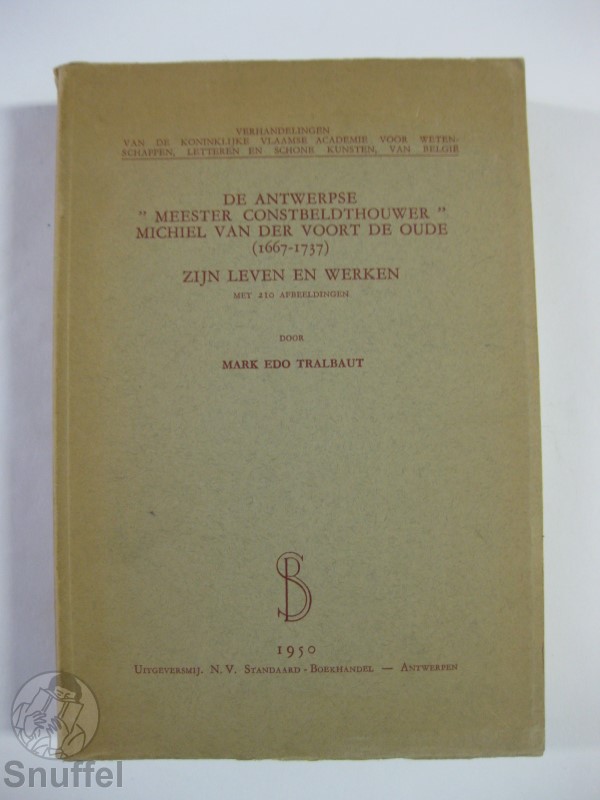 VERHANDELINGEN
VAN DE KONINKLIJKE VLAAMSE ACADEMIE VOOR WETEN-
SCHAPPEN, LETTEREN EN SCHONE KUNSTEN, VAN BELGIË
DE ANTWERPSE
" MEESTER CONSTBELDTHOUWER "
MICHIEL VAN DER VOORT DE OUDE
(1667-1737)
ZIJN LEVEN EN WERKEN
MET 210 AFBEELDINGEN
DOOR
MARK EDO TRALBAUT
SB
1950
UITGEVERSMIJ. N. V. STANDAARD - BOEKHANDEL — ANTWERPEN
Snuffel